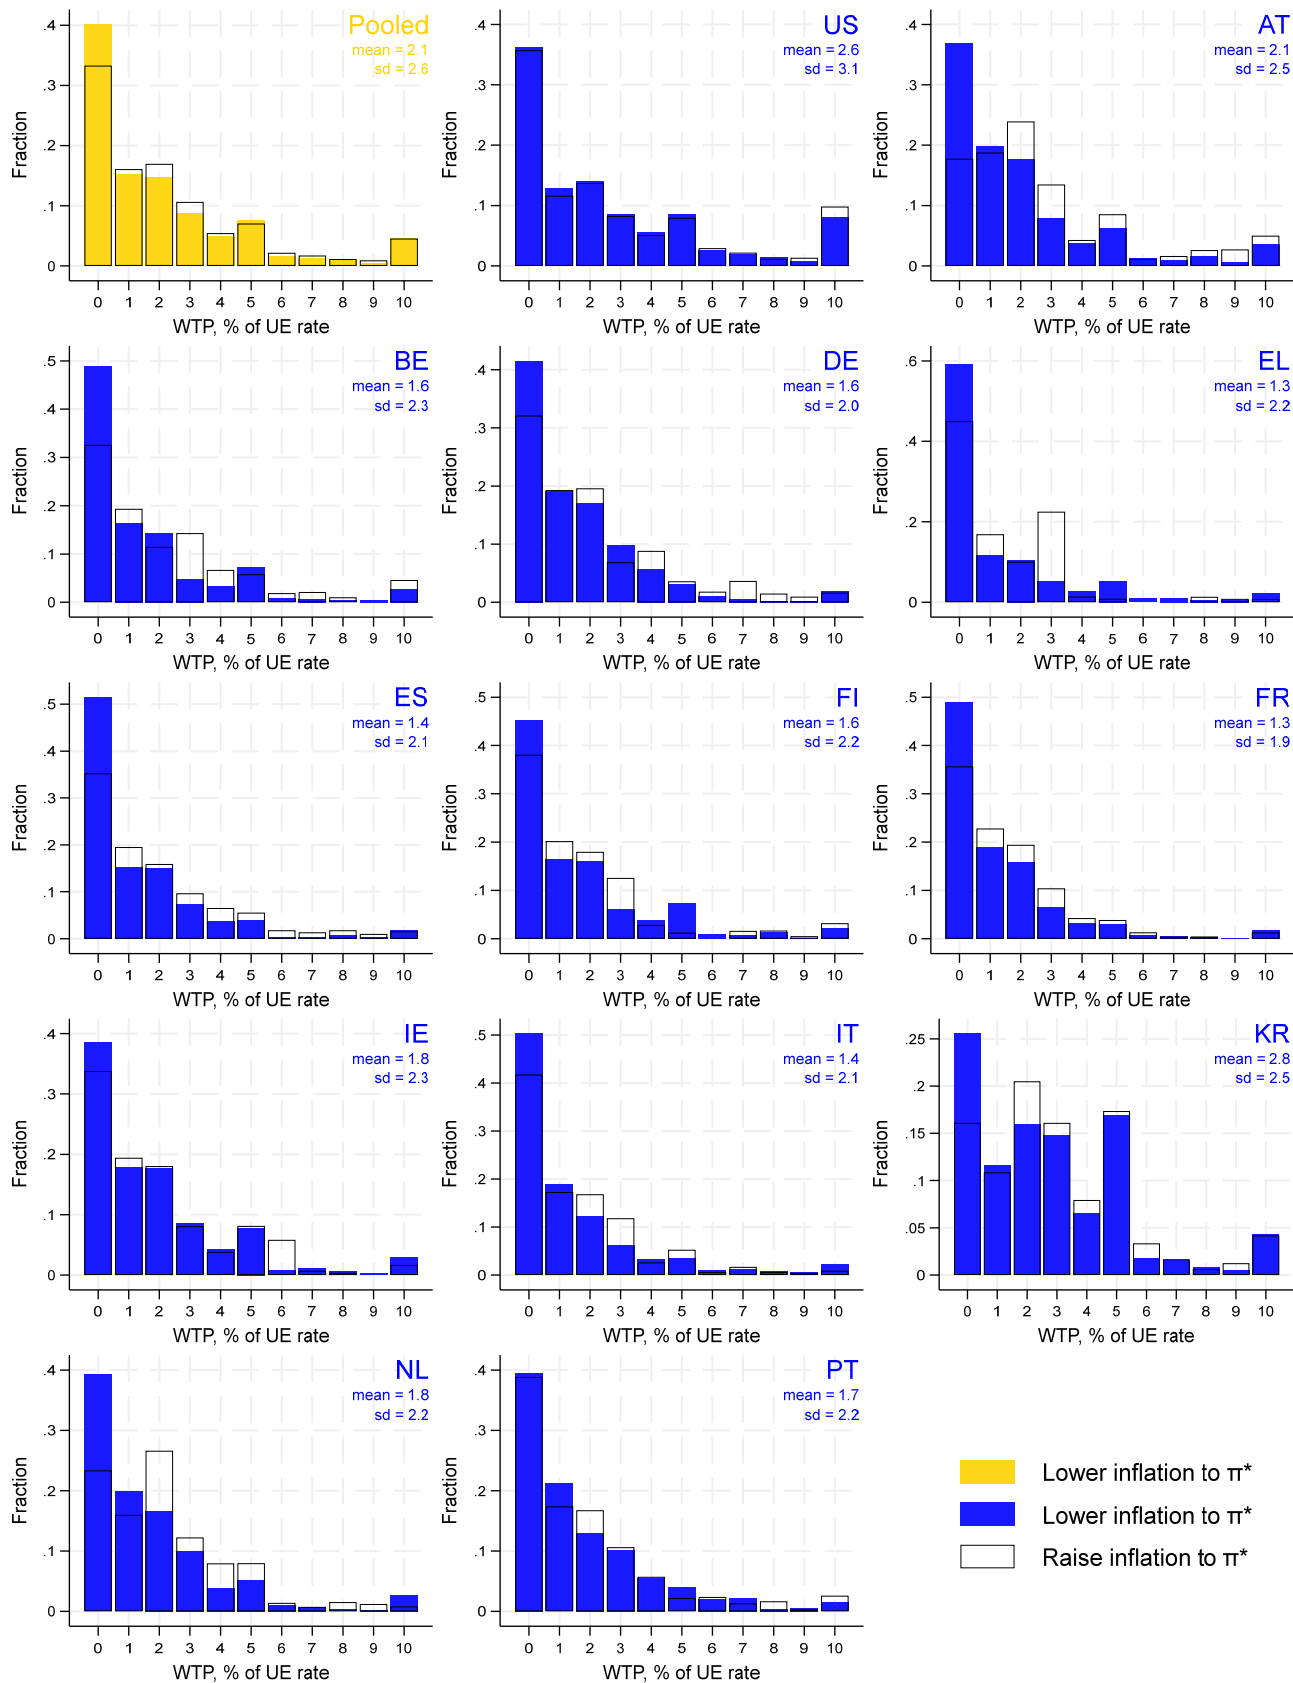 Pooled
mean = 2.1
sd = 2.6
.4
.3
.2
.1
0
Fraction
0 1 2 3 4 5 6 7 8 9 10
WTP, % of UE rate
US
mean = 2.6
sd = 3.1
.4
.3
.2
.1
0
Fraction
0 1 2 3 4 5 6 7 8 9 10
WTP, % of UE rate
AT
mean = 2.1
sd = 2.5
.4
.3
.2
.1
0
Fraction
0 1 2 3 4 5 6 7 8 9 10
WTP, % of UE rate
BE
mean = 1.6
sd = 2.3
.5
.4
.3
.2
.1
0
Fraction
0 1 2 3 4 5 6 7 8 9 10
WTP, % of UE rate
DE
mean = 1.6
sd = 2.0
.4
.3
.2
.1
0
Fraction
0 1 2 3 4 5 6 7 8 9 10
WTP, % of UE rate
EL
mean = 1.3
sd = 2.2
.6
.4
.2
0
Fraction
0 1 2 3 4 5 6 7 8 9 10
WTP, % of UE rate
ES
mean = 1.4
sd = 2.1
.5
.4
.3
.2
.1
0
Fraction
0 1 2 3 4 5 6 7 8 9 10
WTP, % of UE rate
FI
mean = 1.6
sd = 2.2
.5
.4
.3
.2
.1
0
Fraction
0 1 2 3 4 5 6 7 8 9 10
WTP, % of UE rate
FR
mean = 1.3
sd = 1.9
.5
.4
.3
.2
.1
0
Fraction
0 1 2 3 4 5 6 7 8 9 10
WTP, % of UE rate
IE
mean = 1.8
sd = 2.3
.4
.3
.2
.1
0
Fraction
0 1 2 3 4 5 6 7 8 9 10
WTP, % of UE rate
IT
mean = 1.4
sd = 2.1
.5
.4
.3
.2
.1
0
Fraction
0 1 2 3 4 5 6 7 8 9 10
WTP, % of UE rate
KR
mean = 2.8
sd = 2.5
.25
.2
.15
.1
.05
0
Fraction
0 1 2 3 4 5 6 7 8 9 10
WTP, % of UE rate
NL
mean = 1.8
sd = 2.2
.4
.3
.2
.1
0
Fraction
0 1 2 3 4 5 6 7 8 9 10
WTP, % of UE rate
PT
mean = 1.7
sd = 2.2
.4
.3
.2
.1
0
Fraction
0 1 2 3 4 5 6 7 8 9 10
WTP, % of UE rate
Lower inflation to π*
Lower inflation to π*
Raise inflation to π*